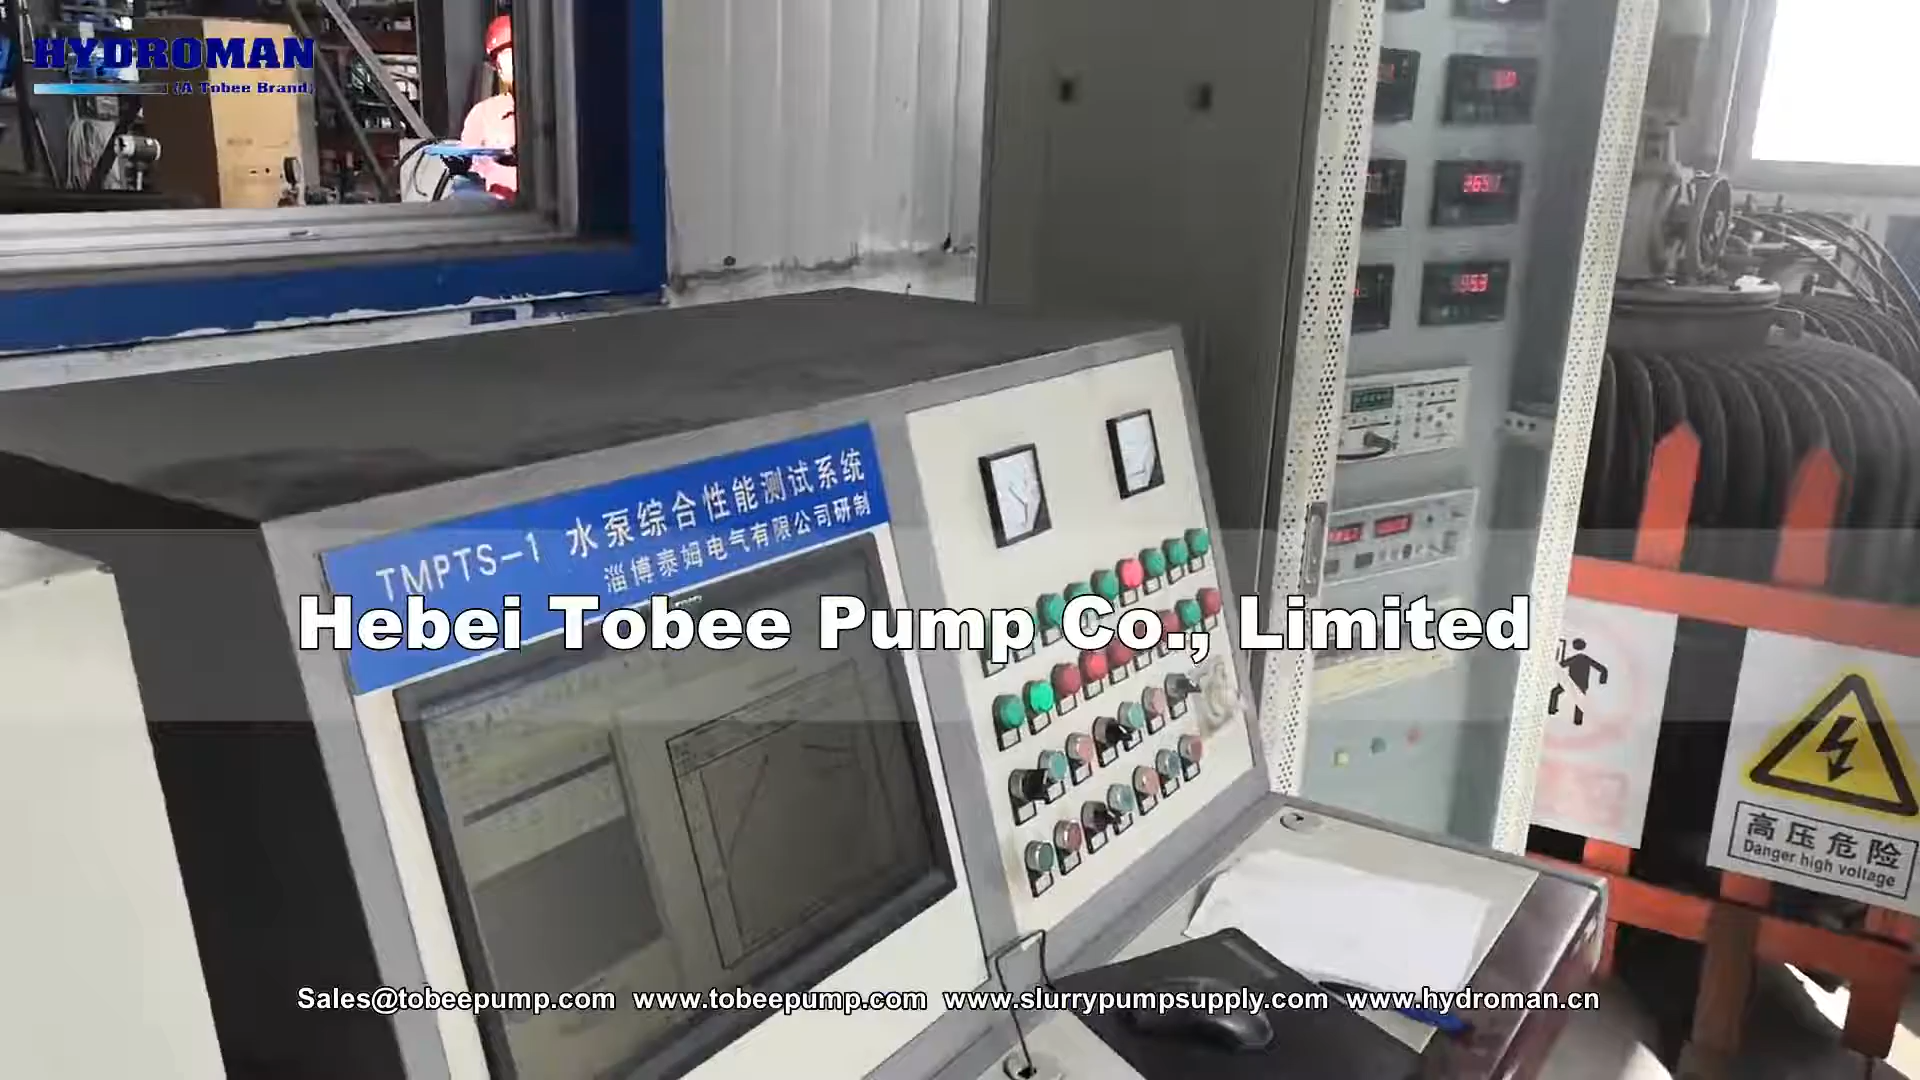 HYDROMAN
(A Tobee Brand)
TMPTS-1 水泵综合性能测试系统
淄博泰姆电气有限公司研制
Hebei Tobee Pump Co., Limited
高压危险
Danger high voltage
Sales@tobeepump.com www.tobeepump.com www.slurrypumpsupply.com www.hydroman.cn